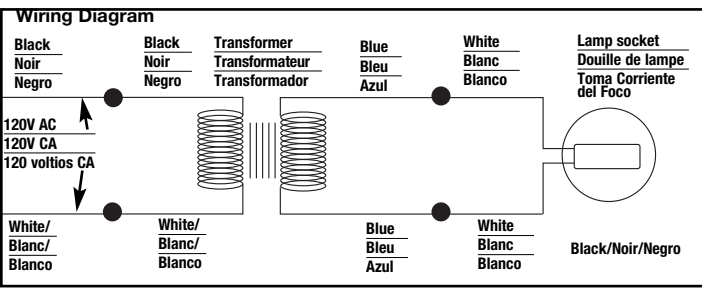 Wiring Diagram
Black
Noir
Negro
Black
Noir
Negro
Transformer
Transformateur
Transformador
Blue
Bleu
Azul
White
Blanc
Blanco
Lamp socket
Douille de lampe
Toma Corriente
del Foco
120V AC
120V CA
120 voltios CA
White/
Blanc/
Blanco
White/
Blanc/
Blanco
Blue
Bleu
Azul
White
Blanc
Blanco
Black/Noir/Negro